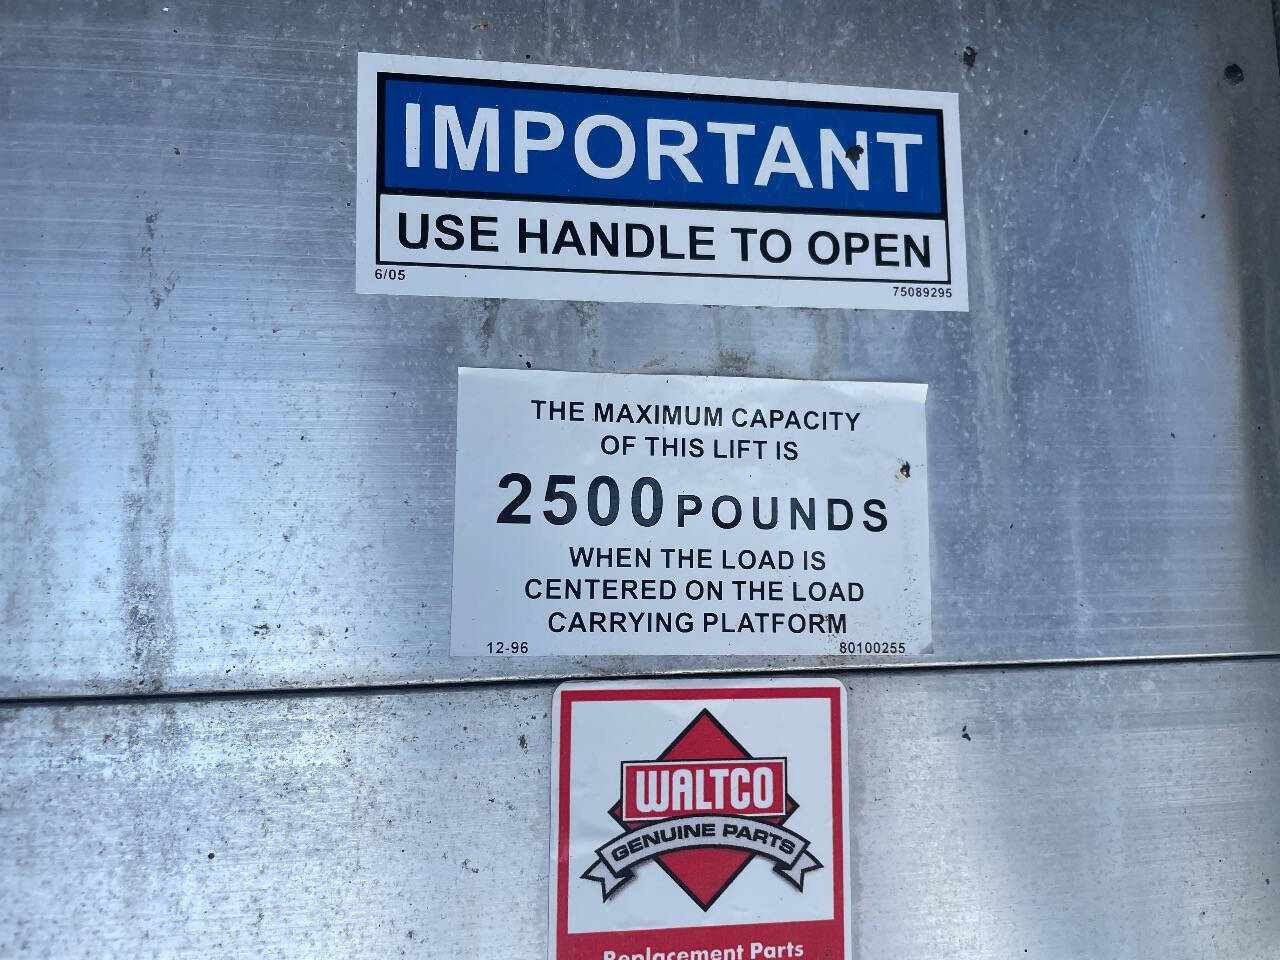 IMPORTANT
USE HANDLE TO OPEN
6/05 75089295
THE MAXIMUM CAPACITY
OF THIS LIFT IS
2500 POUNDS
WHEN THE LOAD IS
CENTERED ON THE LOAD
CARRYING PLATFORM
12-96 80100255
WALTCO
GENUINE PARTS
Replacement Parts